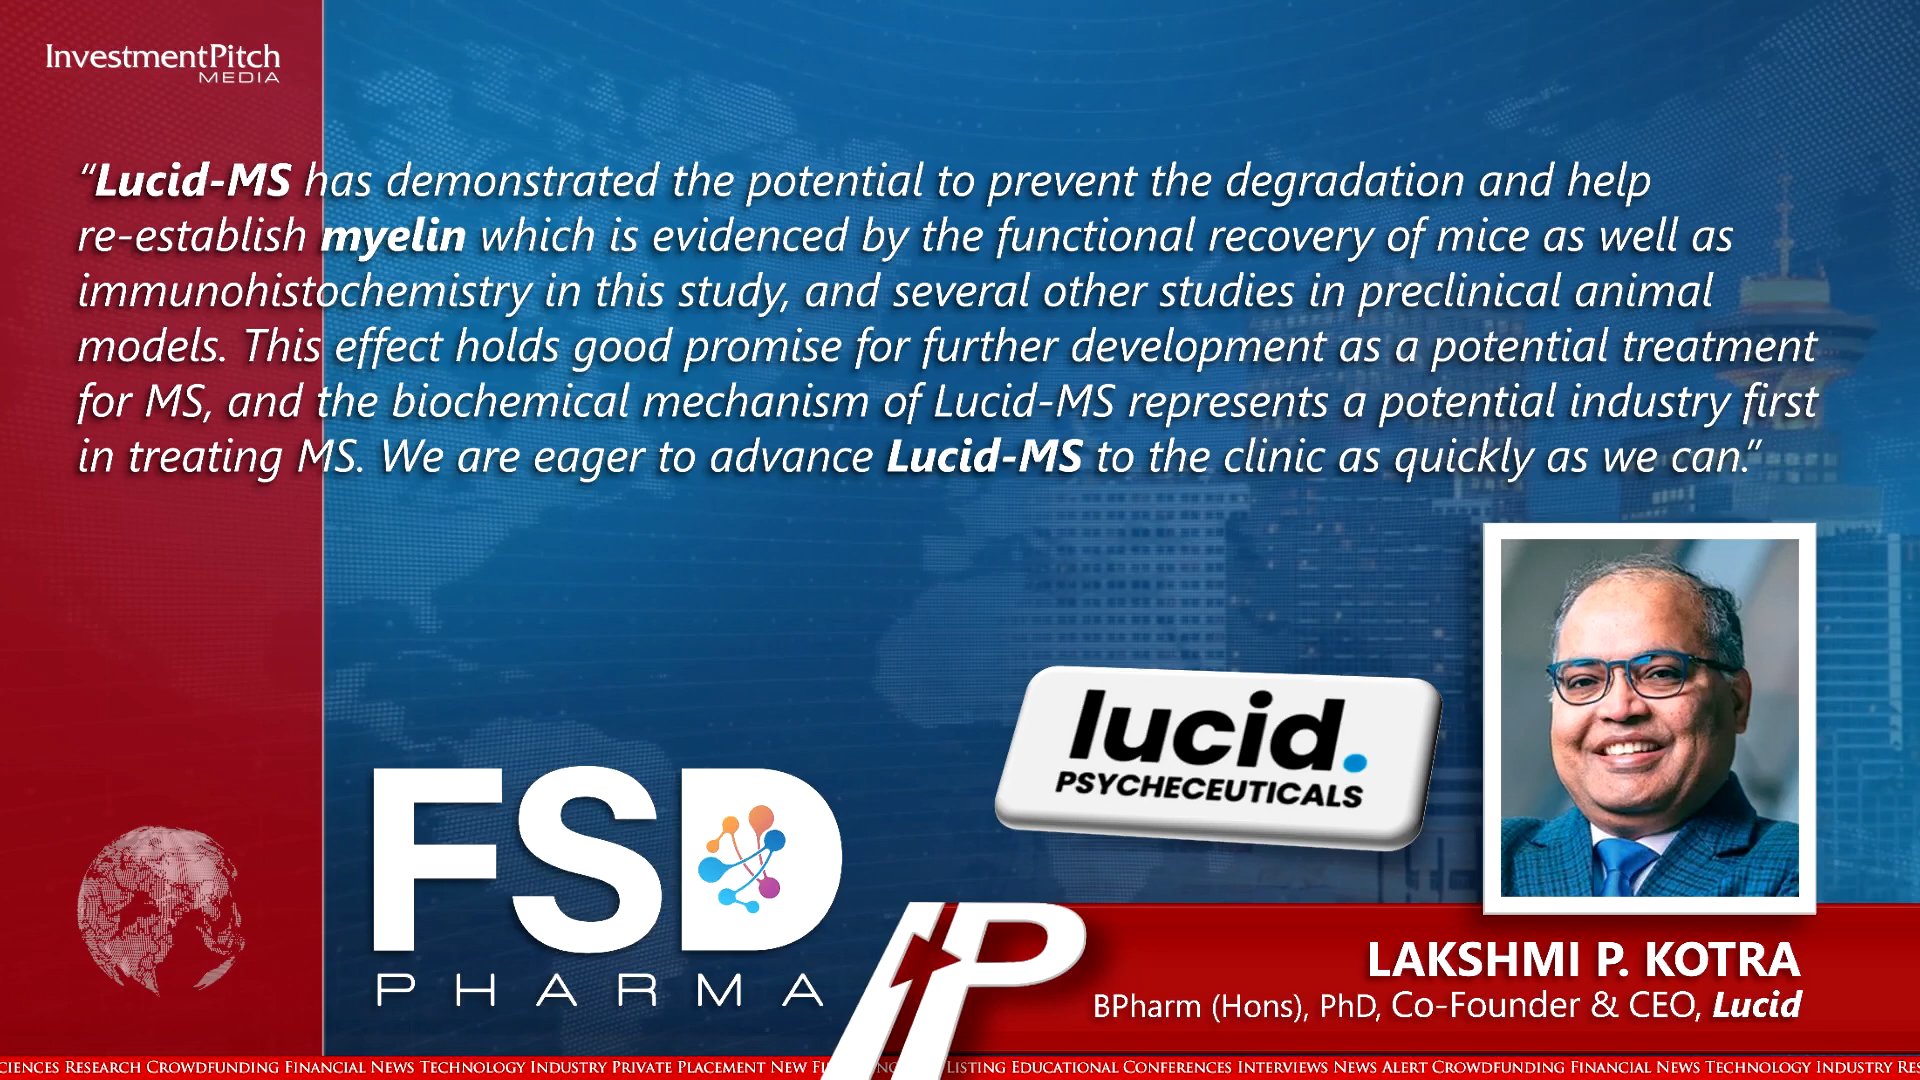 InvestmentPitch
MEDIA
“Lucid-MS has demonstrated the potential to prevent the degradation and help
re-establish myelin which is evidenced by the functional recovery of mice as well as
immunohistochemistry in this study, and several other studies in preclinical animal
models. This effect holds good promise for further development as a potential treatment
for MS, and the biochemical mechanism of Lucid-MS represents a potential industry first
in treating MS. We are eager to advance Lucid-MS to the clinic as quickly as we can.”
lucid.
PSYCHECEUTICALS
FSD
PHARMA
IP
LAKSHMI P. KOTRA
BPharm (Hons), PhD, Co-Founder & CEO, Lucid
RESEARCH CROWDFUNDING FINANCIAL NEWS TECHNOLOGY INDUSTRY PRIVATE PLACEMENT NEW LISTING EDUCATIONAL CONFERENCES INTERVIEWS NEWS ALERT CROWDFUNDING FINANCIAL NEWS TECHNOLOGY INDUSTRY